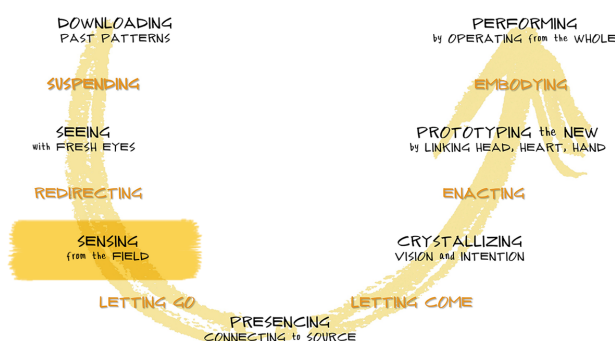 DOWNLOADING
PAST PATTERNS
SUSPENDING
SEEING
with FRESH EYES
REDIRECTING
SENSING
from the FIELD
LETTING GO
PRESENCING
CONNECTING to SOURCE
LETTING COME
CRYSTALLIZING
VISION and INTENTION
ENACTING
PROTOTYPING the NEW
by LINKING HEAD, HEART, HAND
EMBODYING
PERFORMING
by OPERATING from the WHOLE